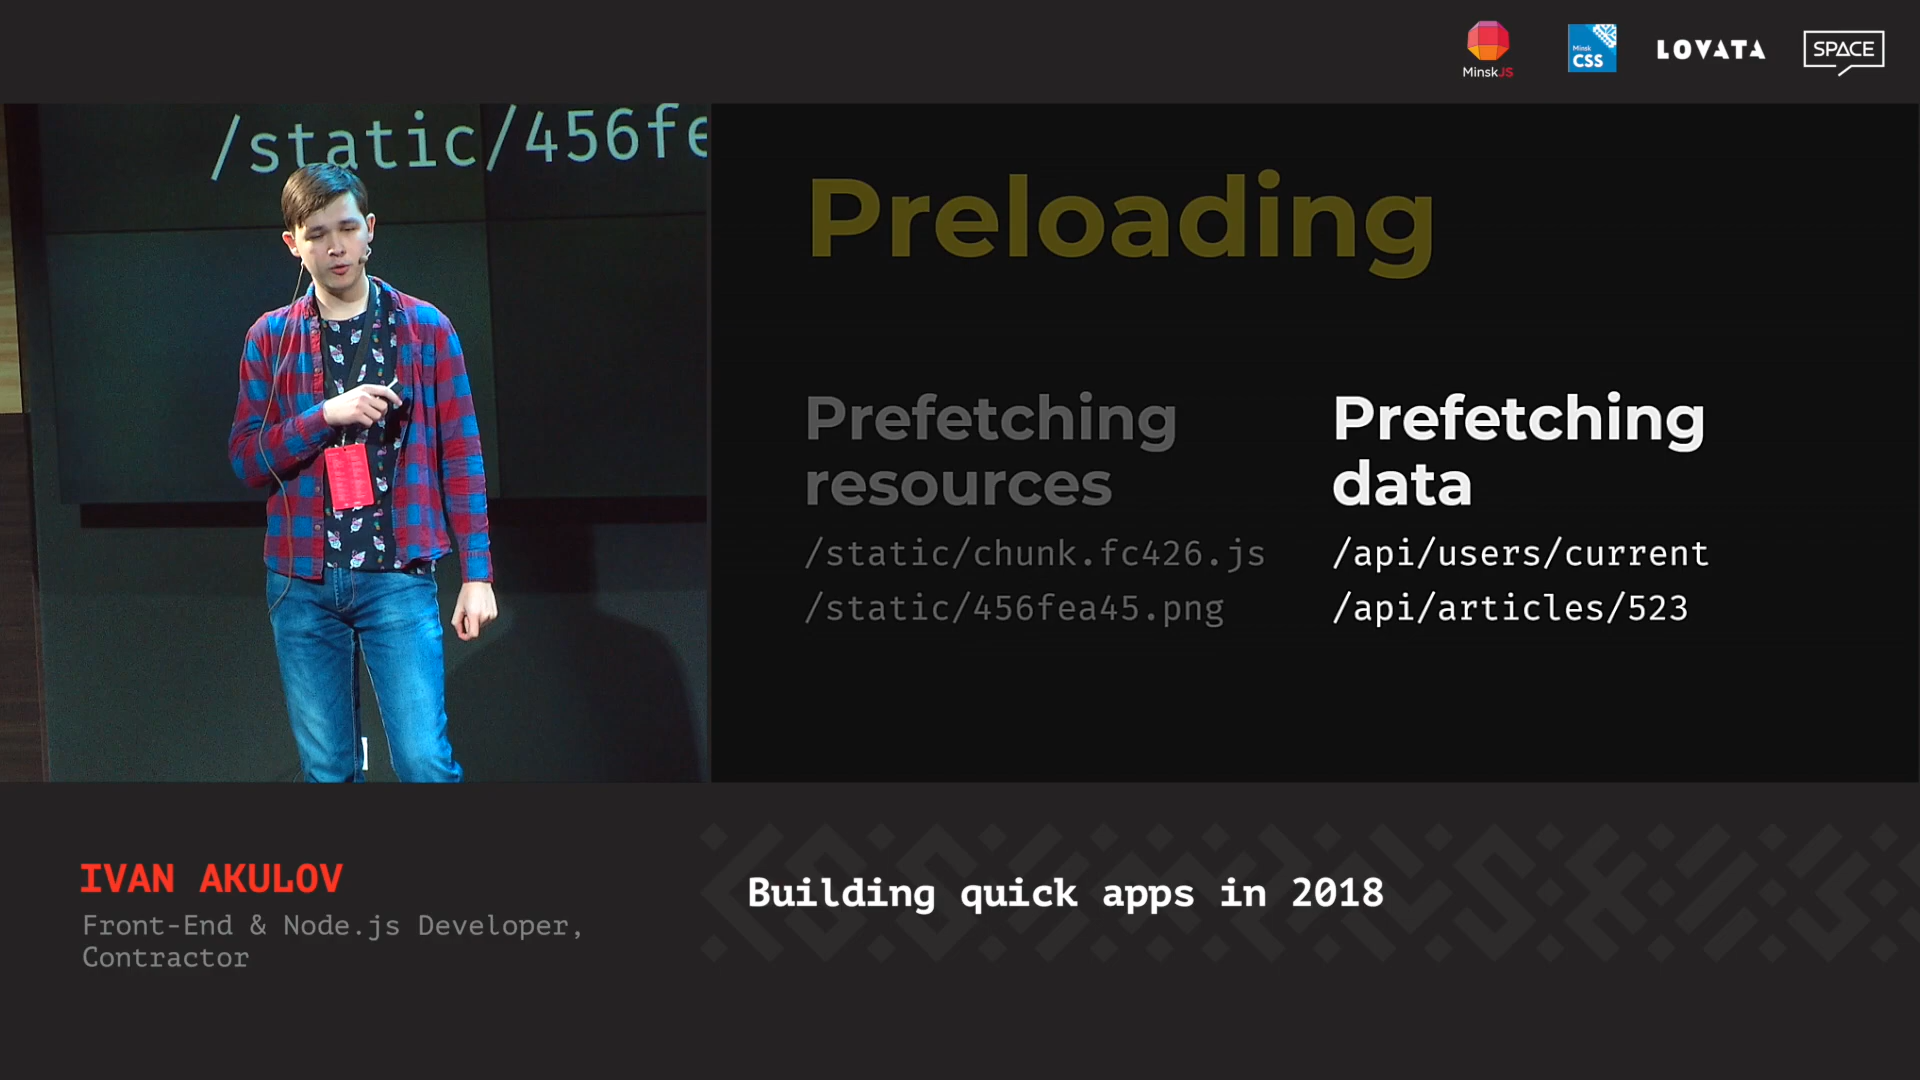 MinskJS
Minsk
CSS
LOVATA
SPACE
/static/456fe
Preloading
Prefetching
resources
/static/chunk.fc426.js
/static/456fea45.png
Prefetching
data
/api/users/current
/api/articles/523
IVAN AKULOV
Front-End & Node.js Developer,
Contractor
Building quick apps in 2018